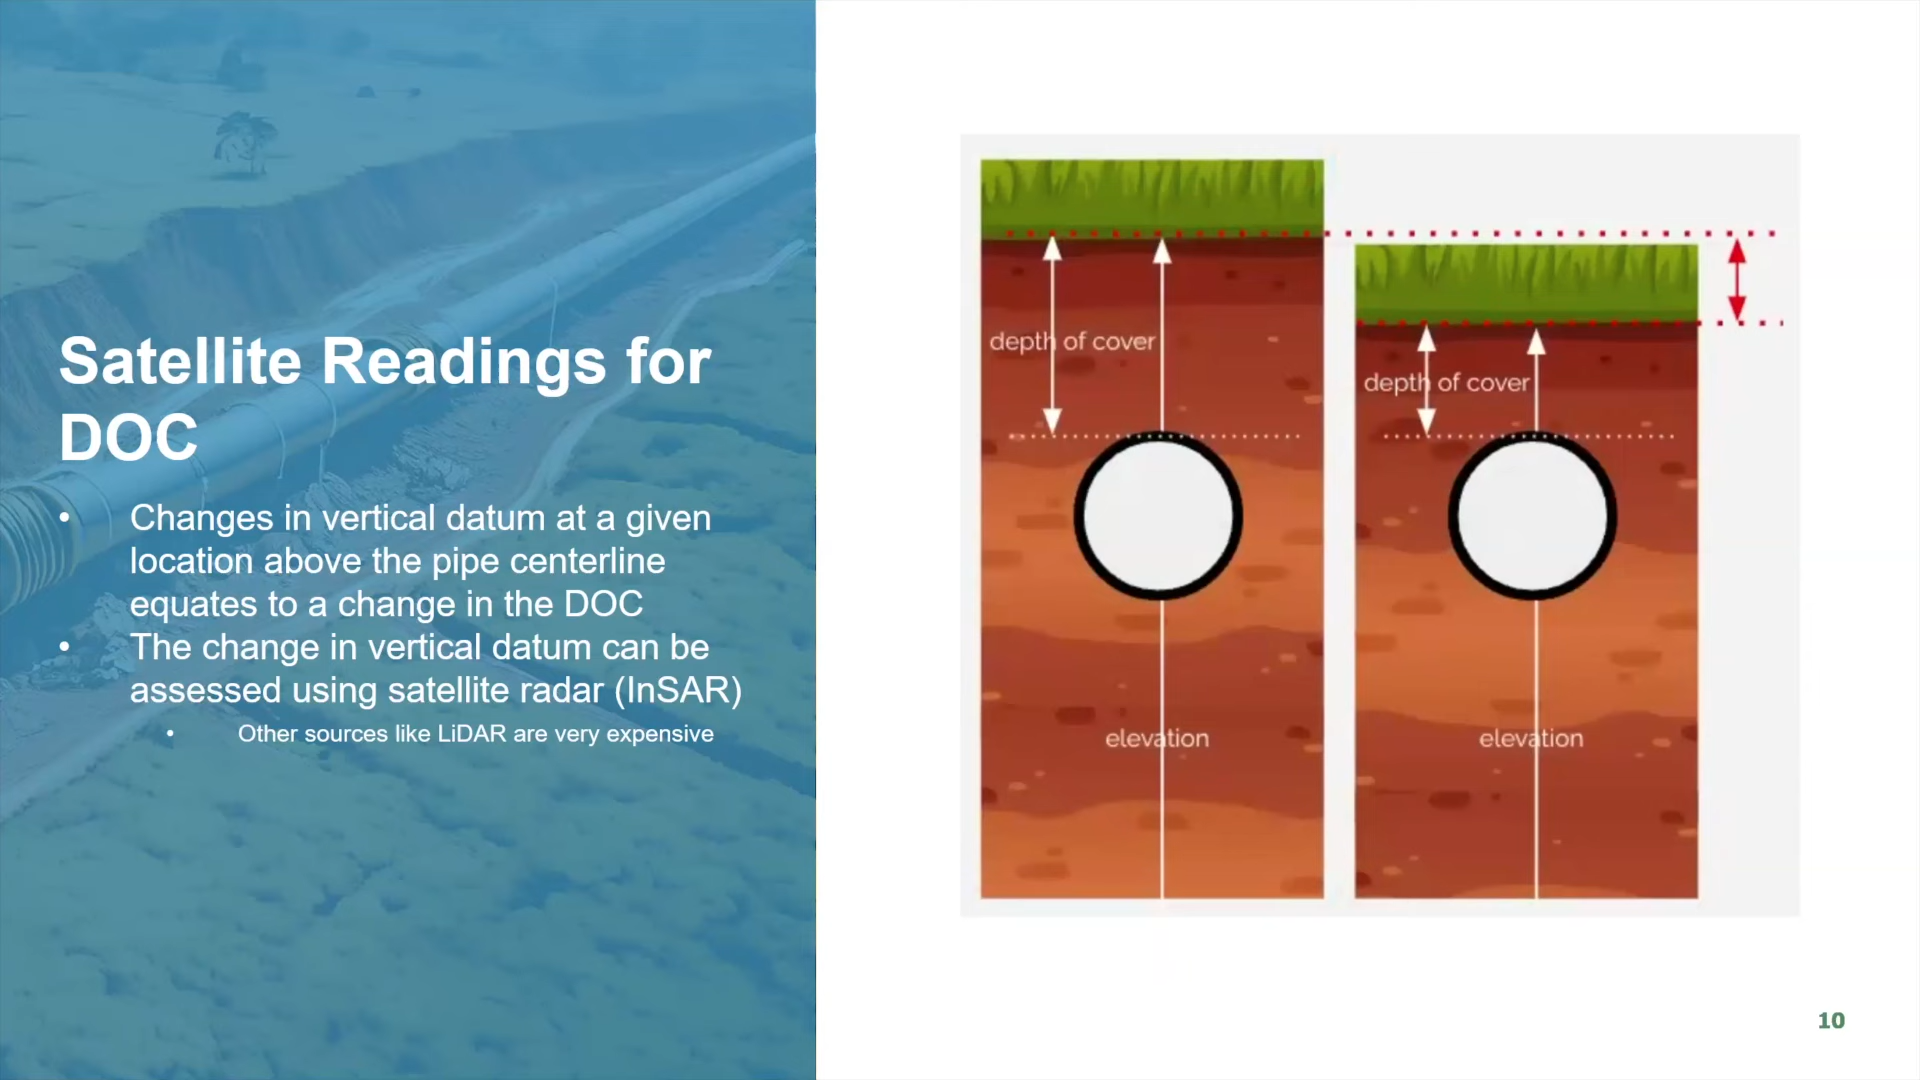 Satellite Readings for
DOC
• Changes in vertical datum at a given
location above the pipe centerline
equates to a change in the DOC
• The change in vertical datum can be
assessed using satellite radar (InSAR)
• Other sources like LiDAR are very expensive
depth of cover
depth of cover
elevation
elevation
10